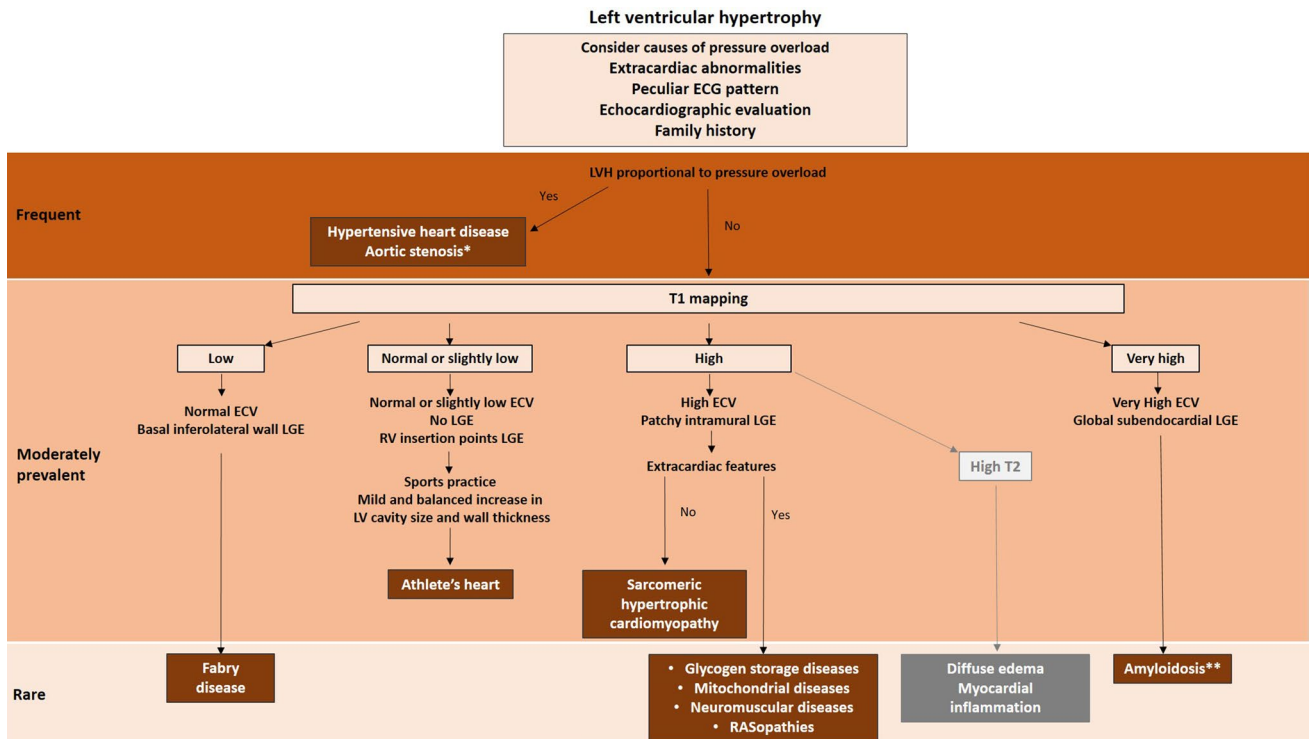 Left ventricular hypertrophy
Consider causes of pressure overload
Extracardiac abnormalities
Peculiar ECG pattern
Echocardiographic evaluation
Family history
LVH proportional to pressure overload
Yes
Frequent
Hypertensive heart disease
Aortic stenosis*
No
T1 mapping
Low
Normal or slightly low
High
Very high
Normal ECV
Basal inferolateral wall LGE
Normal or slightly low ECV
No LGE
RV insertion points LGE
High ECV
Patchy intramural LGE
Very High ECV
Global subendocardial LGE
Moderately
prevalent
Extracardiac features
High T2
Sports practice
Mild and balanced increase in
LV cavity size and wall thickness
No
Yes
Athlete's heart
Sarcomeric
hypertrophic
cardiomyopathy
Rare
Fabry
disease
• Glycogen storage diseases
• Mitochondrial diseases
• Neuromuscular diseases
• RASopathies
Diffuse edema
Myocardial
inflammation
Amyloidosis**